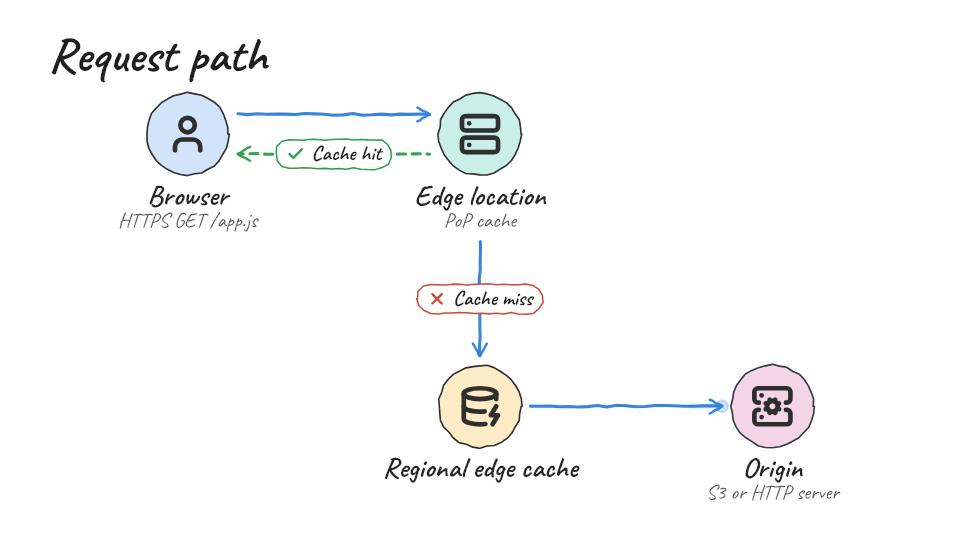 Request path
Cache hit
Browser
HTTPS GET /app.js
Edge location
PoP cache
Cache miss
Regional edge cache
Origin
S3 or HTTP server